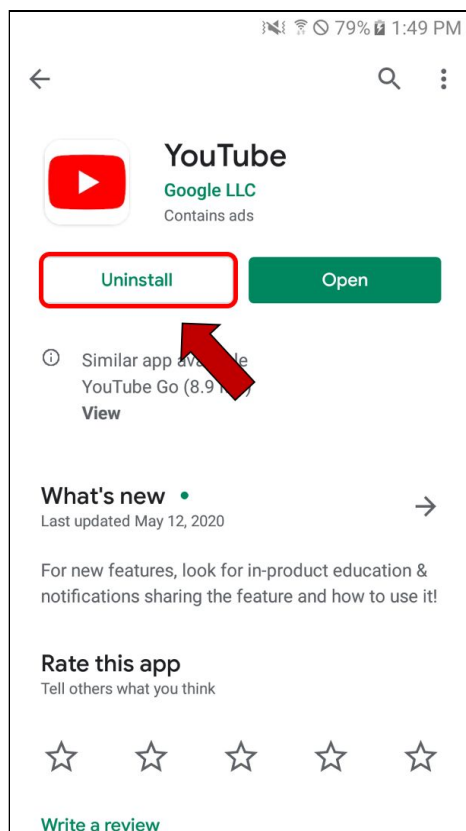 79% 1:49 PM
YouTube
Google LLC
Contains ads
Uninstall
Open
Similar app
YouTube Go (8.9
View
What's new
Last updated May 12, 2020
For new features, look for in-product education &
notifications sharing the feature and how to use it!
Rate this app
Tell others what you think
Write a review